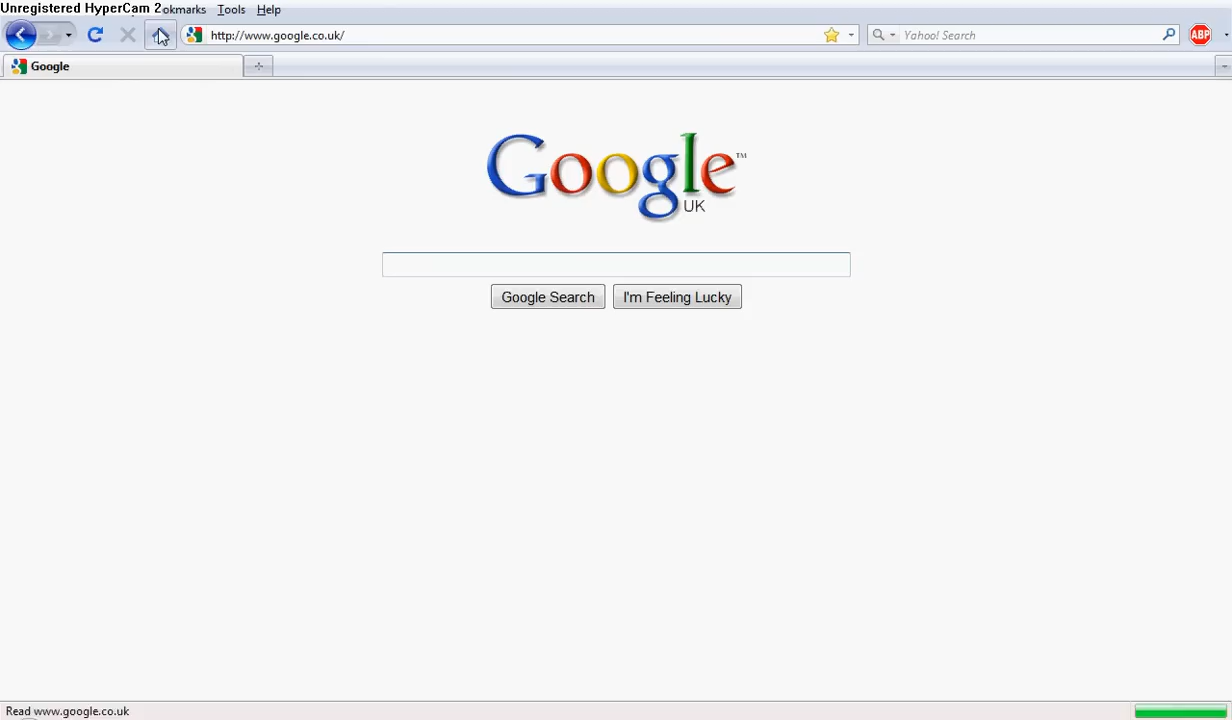 Unregistered HyperCam 2
okmarks Tools Help
http://www.google.co.uk/
Yahoo! Search
ABP
Google
Google™
UK
Google Search
I'm Feeling Lucky
Read www.google.co.uk